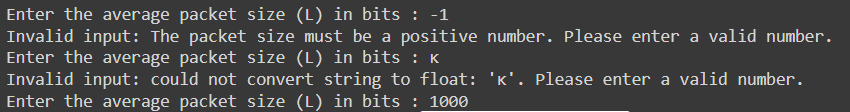 Enter the average packet size (L) in bits : -1
Invalid input: The packet size must be a positive number. Please enter a valid number.
Enter the average packet size (L) in bits : κ
Invalid input: could not convert string to float: 'κ'. Please enter a valid number.
Enter the average packet size (L) in bits : 1000